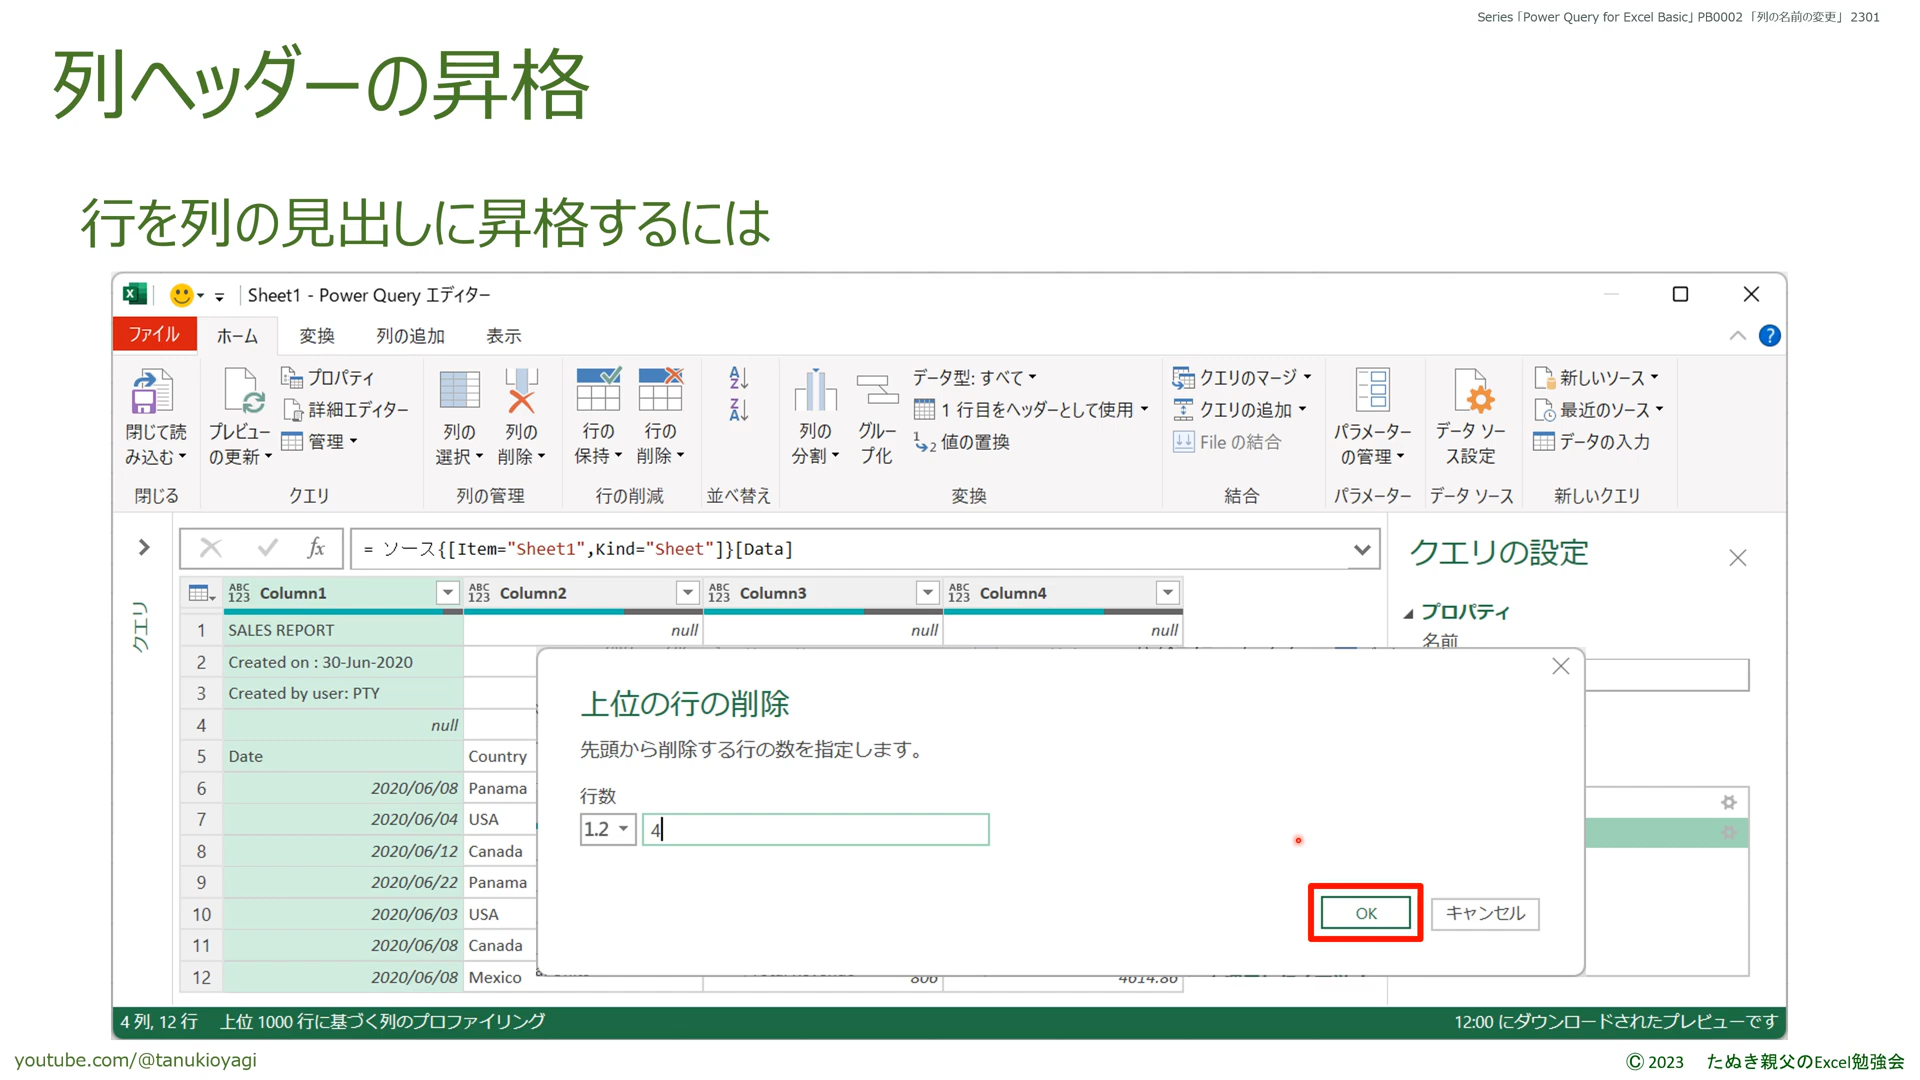 Series「Power Query for Excel Basic」PB0002「列の名前の変更」 2301
列ヘッダーの昇格
行を列の見出しに昇格するには
Sheet1 - Power Query エディター
ファイル ホーム 変換 列の追加 表示
閉じて読み込む
プレビューの更新
プロパティ
詳細エディター
管理
列の選択
列の削除
行の保持
行の削除
列の分割
グループ化
データ型: すべて
1 行目をヘッダーとして使用
値の置換
クエリのマージ
クエリの追加
File の結合
パラメーターの管理
データ ソース設定
新しいソース
最近のソース
データの入力
閉じる クエリ 列の管理 行の削減 並べ替え 変換 結合 パラメーター データ ソース 新しいクエリ
fx = ソース{[Item="Sheet1",Kind="Sheet"]}[Data]
クエリの設定
クエリ
プロパティ
名前
ABC 123 Column1 ABC 123 Column2 ABC 123 Column3 ABC 123 Column4
1 SALES REPORT null null null
2 Created on : 30-Jun-2020
3 Created by user: PTY
4 null
5 Date Country
6 2020/06/08 Panama
7 2020/06/04 USA
8 2020/06/12 Canada
9 2020/06/22 Panama
10 2020/06/03 USA
11 2020/06/08 Canada
12 2020/06/08 Mexico 806 4614.86
上位の行の削除
先頭から削除する行の数を指定します。
行数
1.2 4
OK キャンセル
4 列, 12 行 上位 1000 行に基づく列のプロファイリング 12:00 にダウンロードされたプレビューです
youtube.com/@tanukioyagi
© 2023 たぬき親父のExcel勉強会